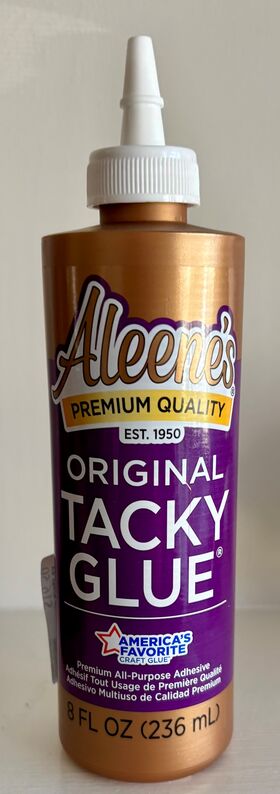 Aleene's®
PREMIUM QUALITY
EST. 1950
ORIGINAL
TACKY
GLUE®
AMERICA'S
FAVORITE
CRAFT GLUE
Premium All-Purpose Adhesive
Adhésif Tout Usage de Première Qualité
Adhesivo Multiuso de Calidad Premium
8 FL OZ (236 mL)